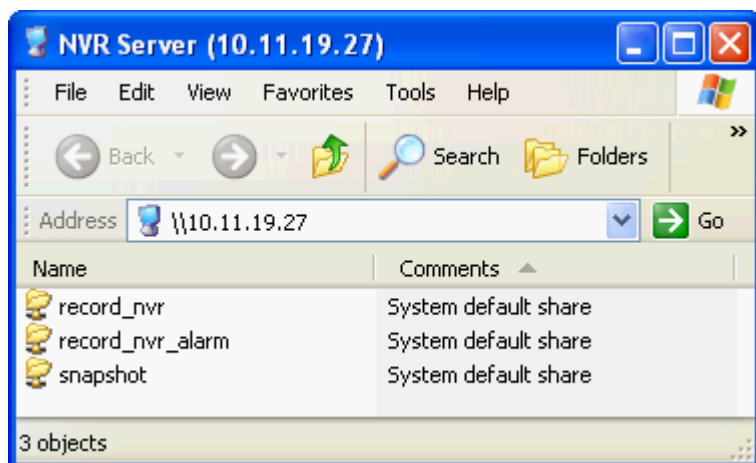 NVR Server (10.11.19.27)
File Edit View Favorites Tools Help
Back Search Folders »
Address \\10.11.19.27 Go
Name Comments
record_nvr System default share
record_nvr_alarm System default share
snapshot System default share
3 objects